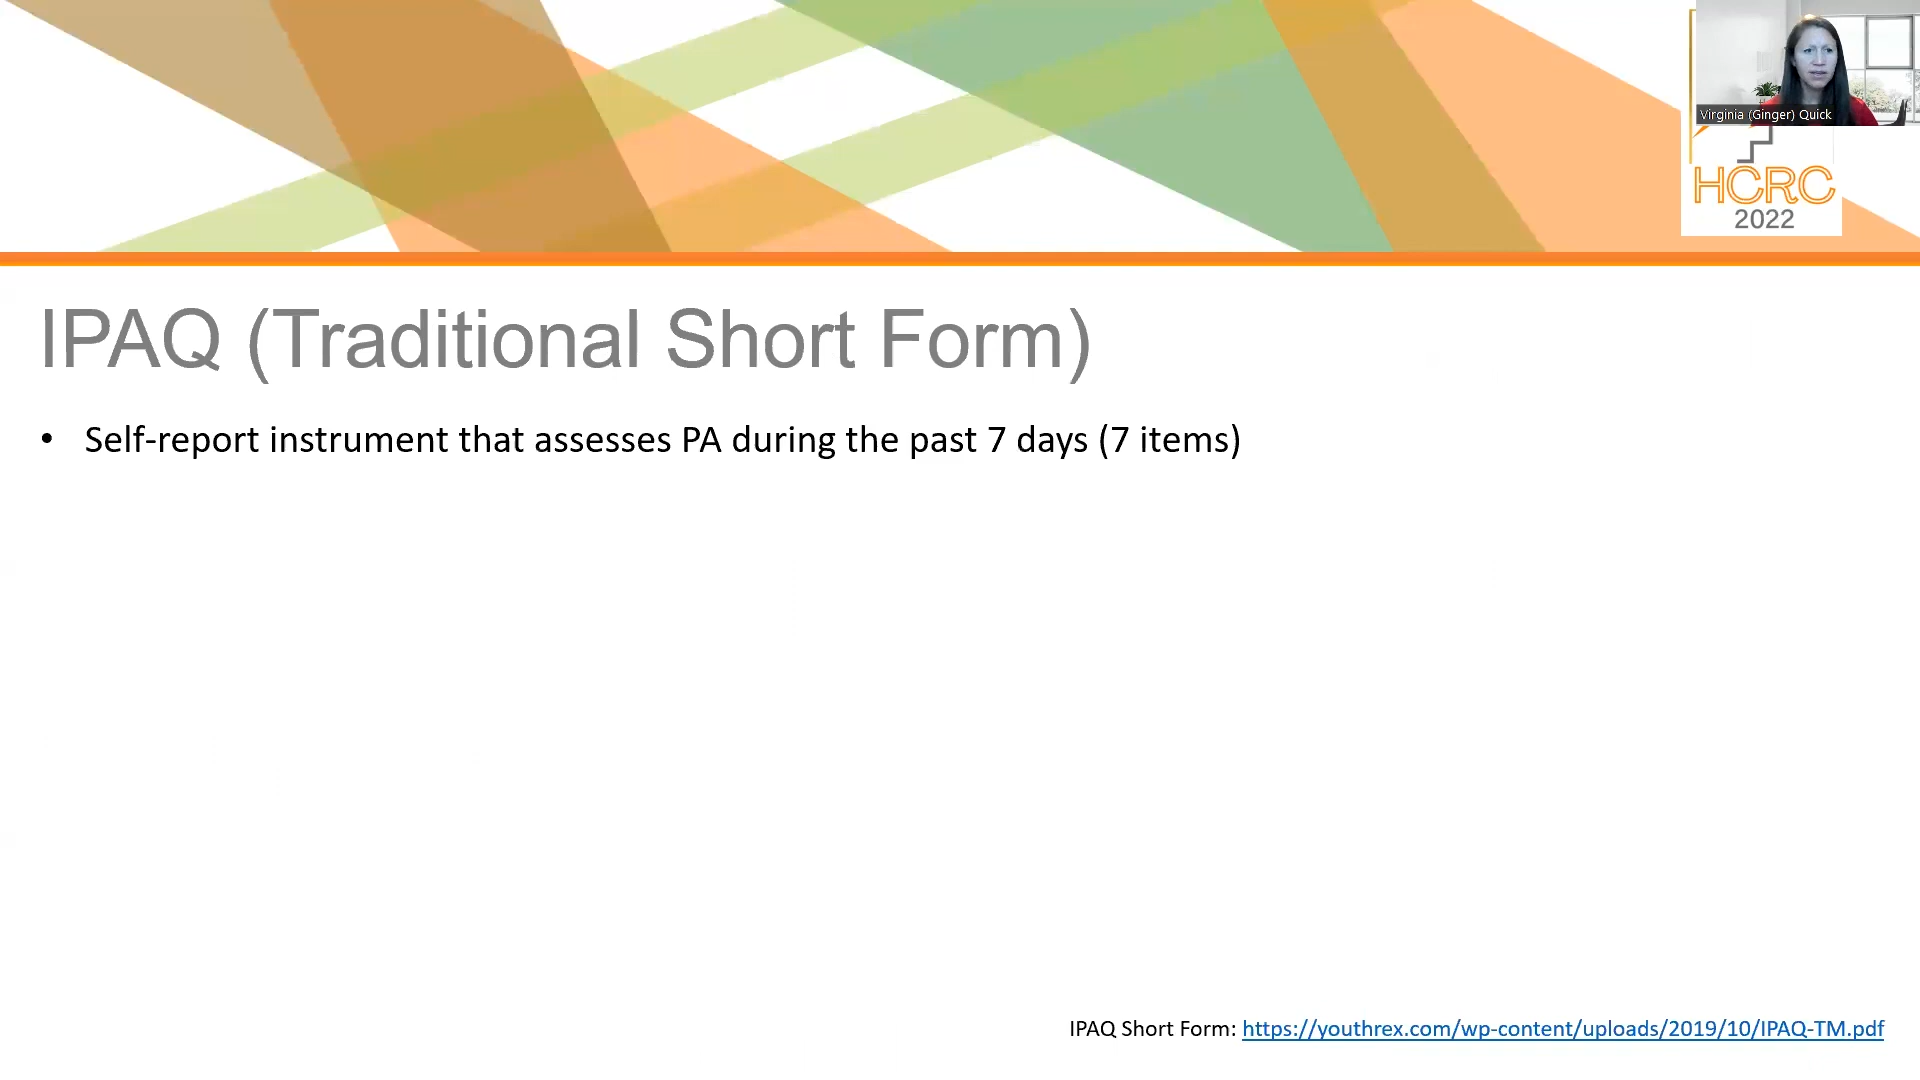 Virginia (Ginger) Quick
HCRC
2022
IPAQ (Traditional Short Form)
• Self-report instrument that assesses PA during the past 7 days (7 items)
IPAQ Short Form: https://youthrex.com/wp-content/uploads/2019/10/IPAQ-TM.pdf